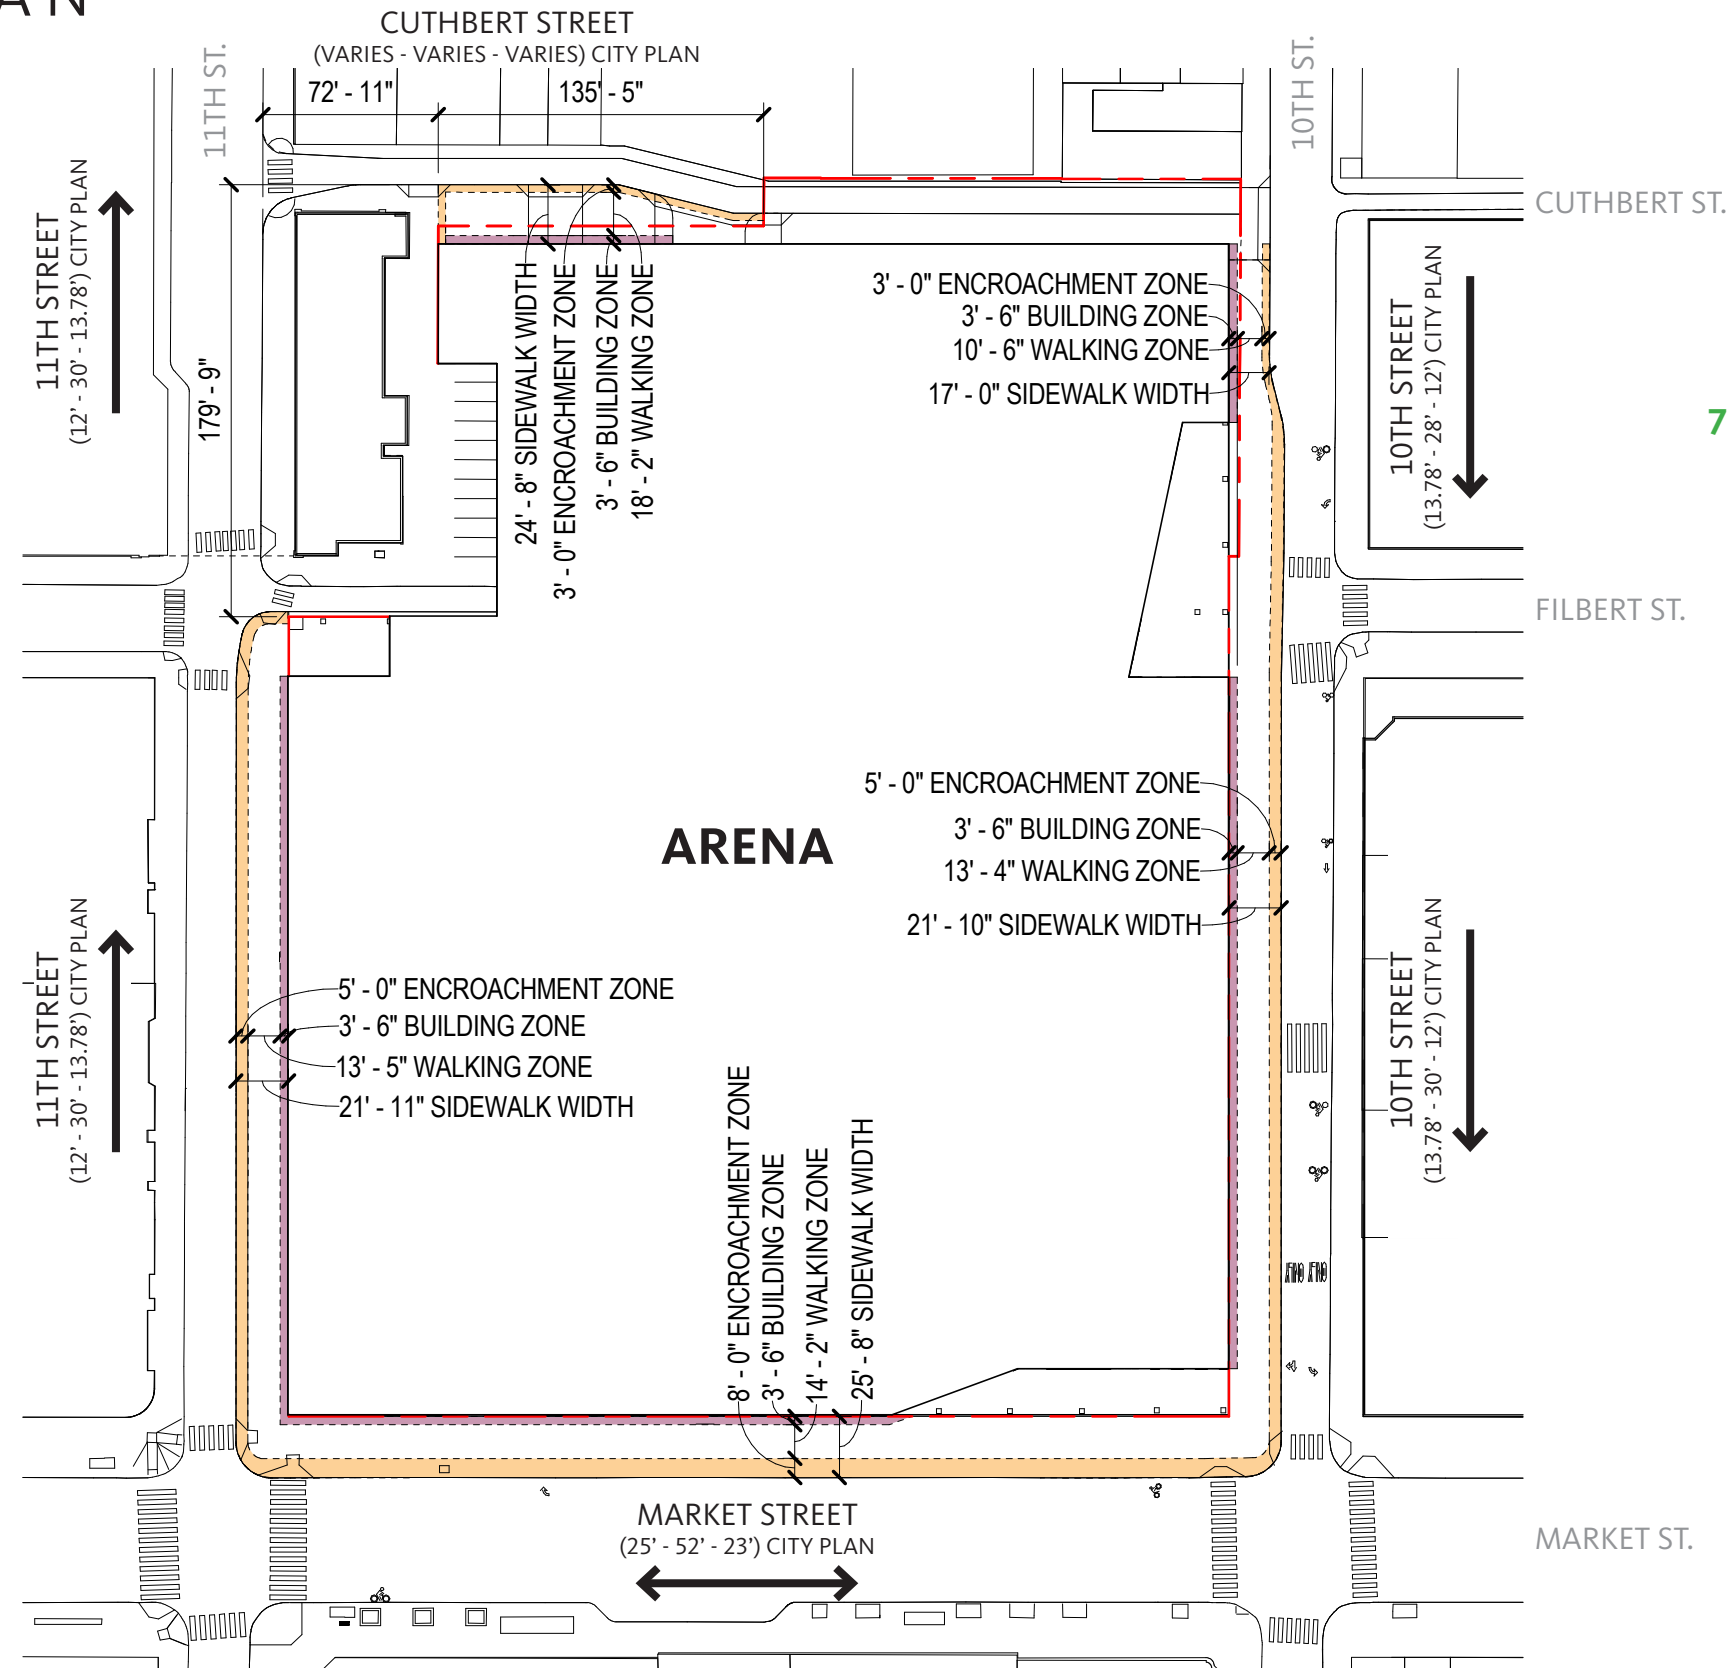 AN
CUTHBERT STREET
(VARIES - VARIES - VARIES) CITY PLAN
72' - 11"
135' - 5"
11TH ST.
10TH ST.
11TH STREET
(12' - 30' - 13.78') CITY PLAN
179' - 9"
24' - 8" SIDEWALK WIDTH
3' - 0" ENCROACHMENT ZONE
3' - 6" BUILDING ZONE
18' - 2" WALKING ZONE
3' - 0" ENCROACHMENT ZONE
3' - 6" BUILDING ZONE
10' - 6" WALKING ZONE
17' - 0" SIDEWALK WIDTH
10TH STREET
(13.78' - 28' - 12') CITY PLAN
CUTHBERT ST.
7
FILBERT ST.
ARENA
5' - 0" ENCROACHMENT ZONE
3' - 6" BUILDING ZONE
13' - 4" WALKING ZONE
21' - 10" SIDEWALK WIDTH
11TH STREET
(12' - 30' - 13.78') CITY PLAN
5' - 0" ENCROACHMENT ZONE
3' - 6" BUILDING ZONE
13' - 5" WALKING ZONE
21' - 11" SIDEWALK WIDTH
8' - 0" ENCROACHMENT ZONE
3' - 6" BUILDING ZONE
14' - 2" WALKING ZONE
25' - 8" SIDEWALK WIDTH
10TH STREET
(13.78' - 30' - 12') CITY PLAN
MARKET STREET
(25' - 52' - 23') CITY PLAN
MARKET ST.